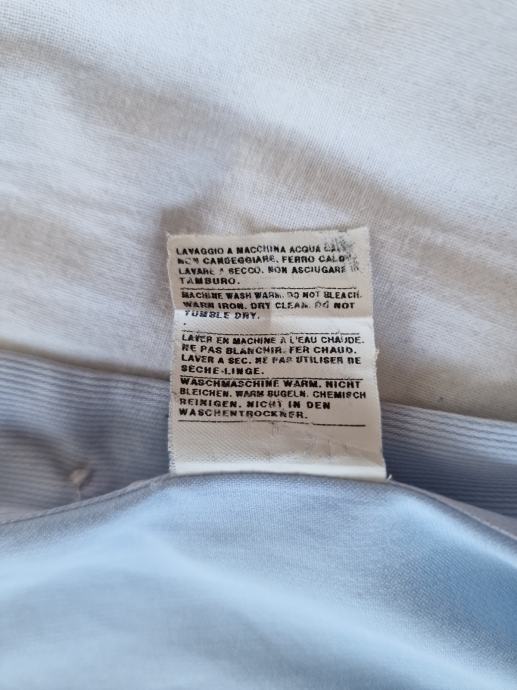 LAVAGGIO A MACCHINA ACQUA
NON CANDEGGIARE. FERRO CALDO
LAVARE A SECCO. NON ASCIUGARE IN
TAMBURO.
MACHINE WASH WARM. DO NOT BLEACH.
WARM IRON. DRY CLEAN. DO NOT
TUMBLE DRY.
LAVER EN MACHINE A L'EAU CHAUDE.
NE PAS BLANCHIR. FER CHAUD.
LAVER A SEC. NE PAS UTILISER DE
SECHE-LINGE.
WASCHMASCHINE WARM. NICHT
BLEICHEN. WARM BUGELN. CHEMISCH
REINIGEN. NICHT IN DEN
WASCHENTROCKNER.